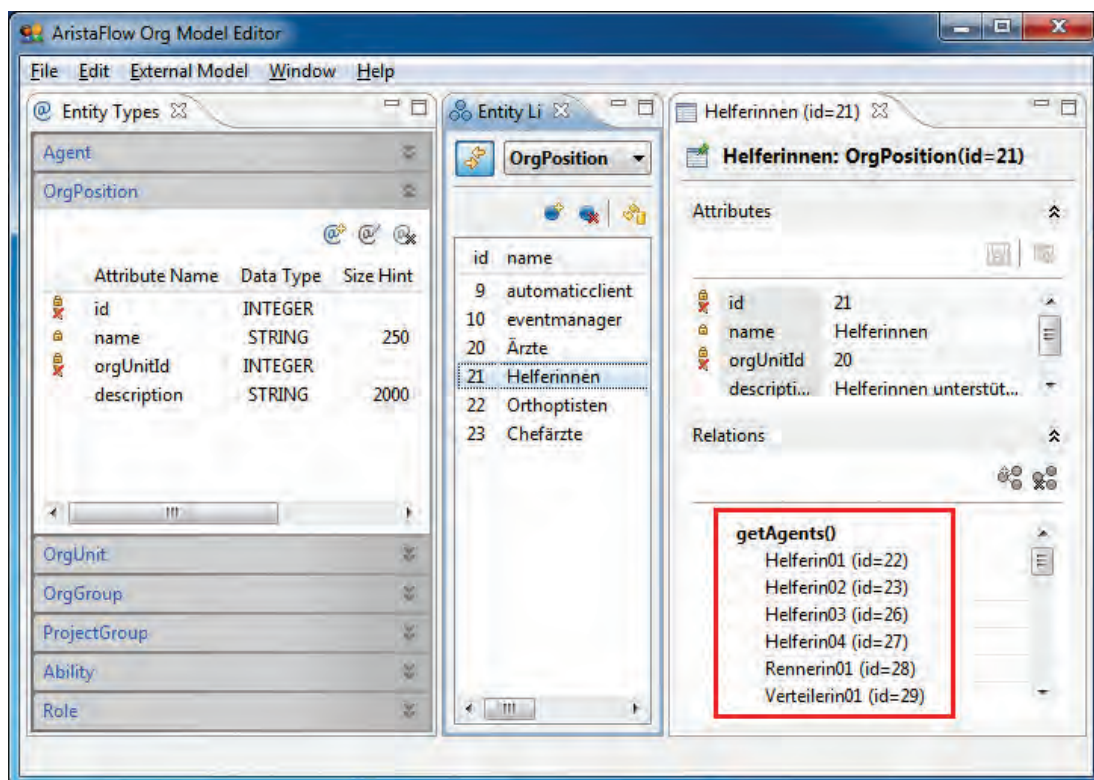 AristaFlow Org Model Editor
File Edit External Model Window Help
@ Entity Types
Agent
OrgPosition
Attribute Name Data Type Size Hint
id INTEGER
name STRING 250
orgUnitId INTEGER
description STRING 2000
OrgUnit
OrgGroup
ProjectGroup
Ability
Role
Entity Li
OrgPosition
id name
9 automaticclient
10 eventmanager
20 Ärzte
21 Helferinnen
22 Orthoptisten
23 Chefärzte
Helferinnen (id=21)
Helferinnen: OrgPosition(id=21)
Attributes
id 21
name Helferinnen
orgUnitId 20
descripti... Helferinnen unterstüt...
Relations
getAgents()
Helferin01 (id=22)
Helferin02 (id=23)
Helferin03 (id=26)
Helferin04 (id=27)
Rennerin01 (id=28)
Verteilerin01 (id=29)